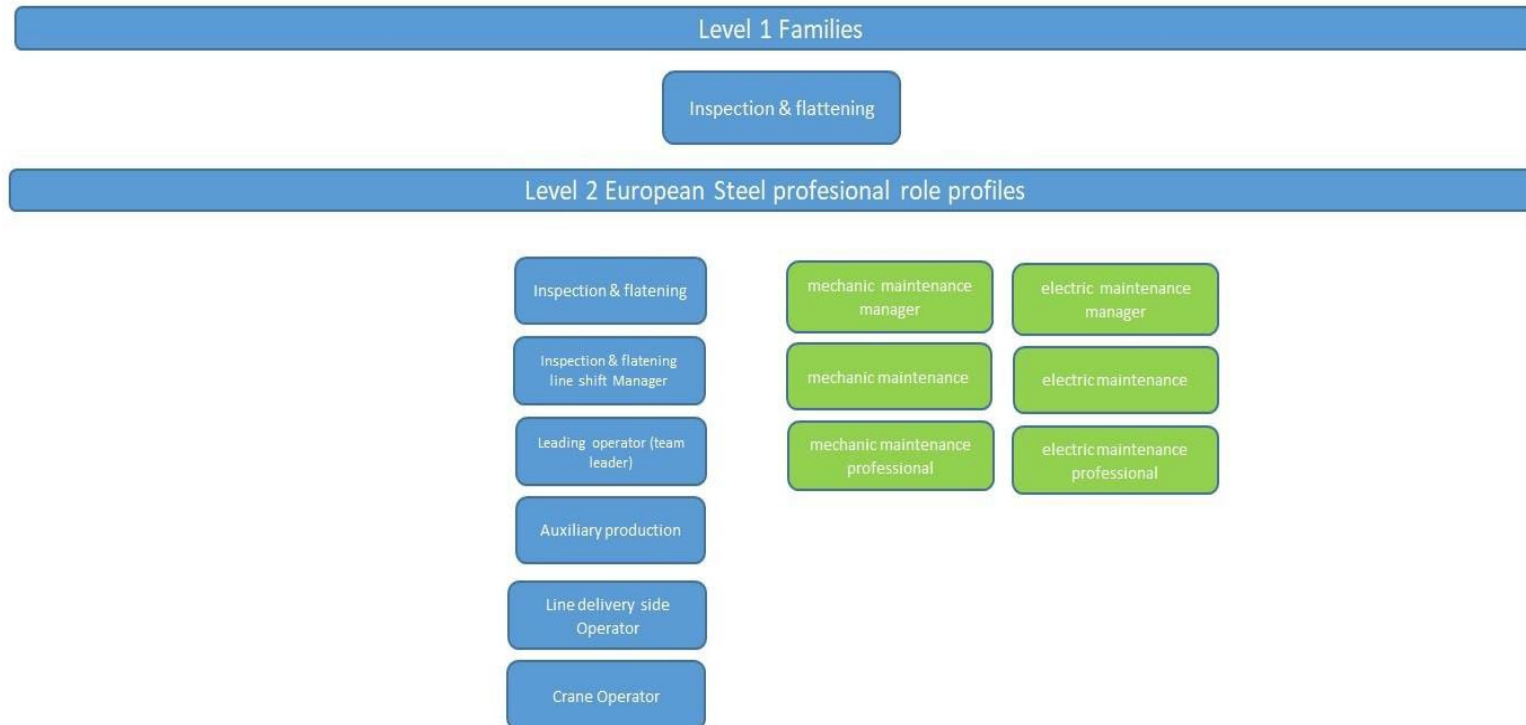 Level 1 Families
Inspection & flattening
Level 2 European Steel profesional role profiles
Inspection & flatening
Inspection & flatening
line shift Manager
Leading operator (team
leader)
Auxiliary production
Line delivery side
Operator
Crane Operator
mechanic maintenance
manager
mechanic maintenance
mechanic maintenance
professional
electric maintenance
manager
electric maintenance
electric maintenance
professional